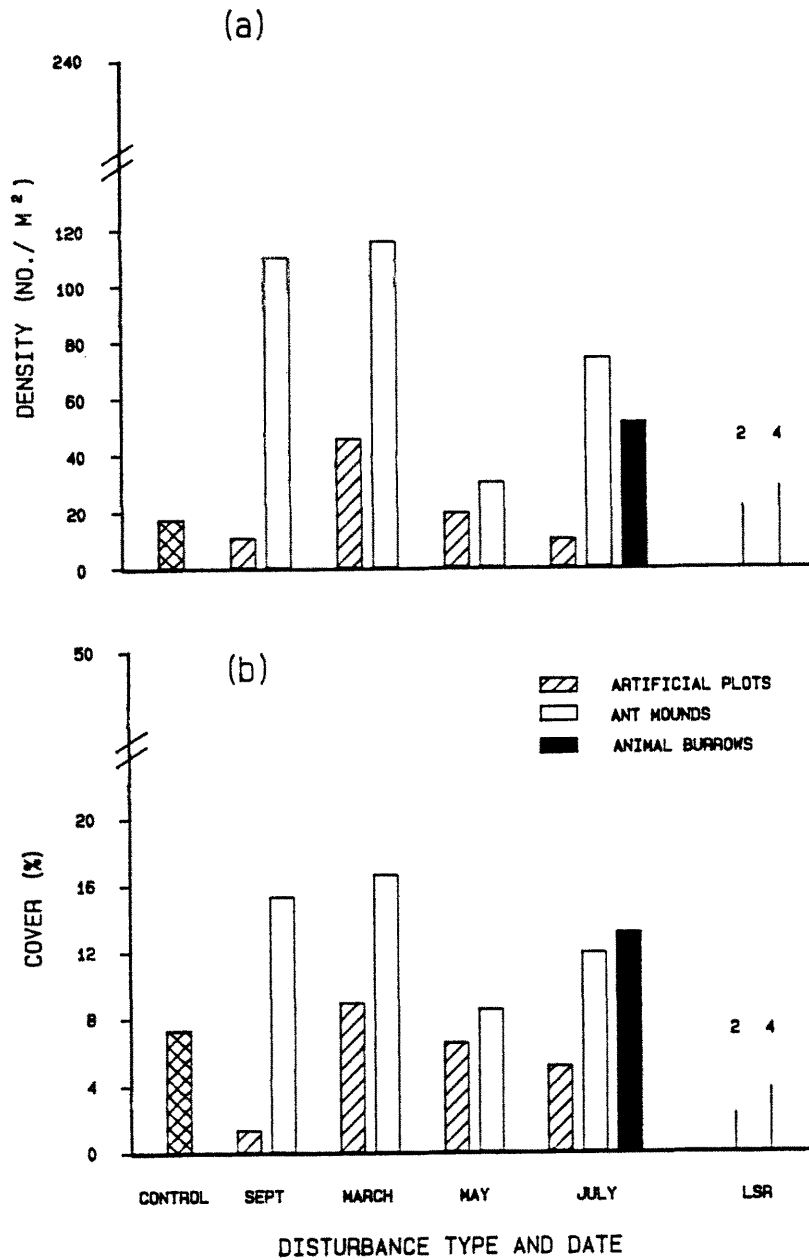 (a)
240
120
100
80
60
40
20
0
DENSITY (NO./ M²)
2 4
(b)
50
20
16
12
8
4
0
COVER (%)
ARTIFICIAL PLOTS
ANT MOUNDS
ANIMAL BURROWS
2 4
CONTROL SEPT MARCH MAY JULY LSR
DISTURBANCE TYPE AND DATE